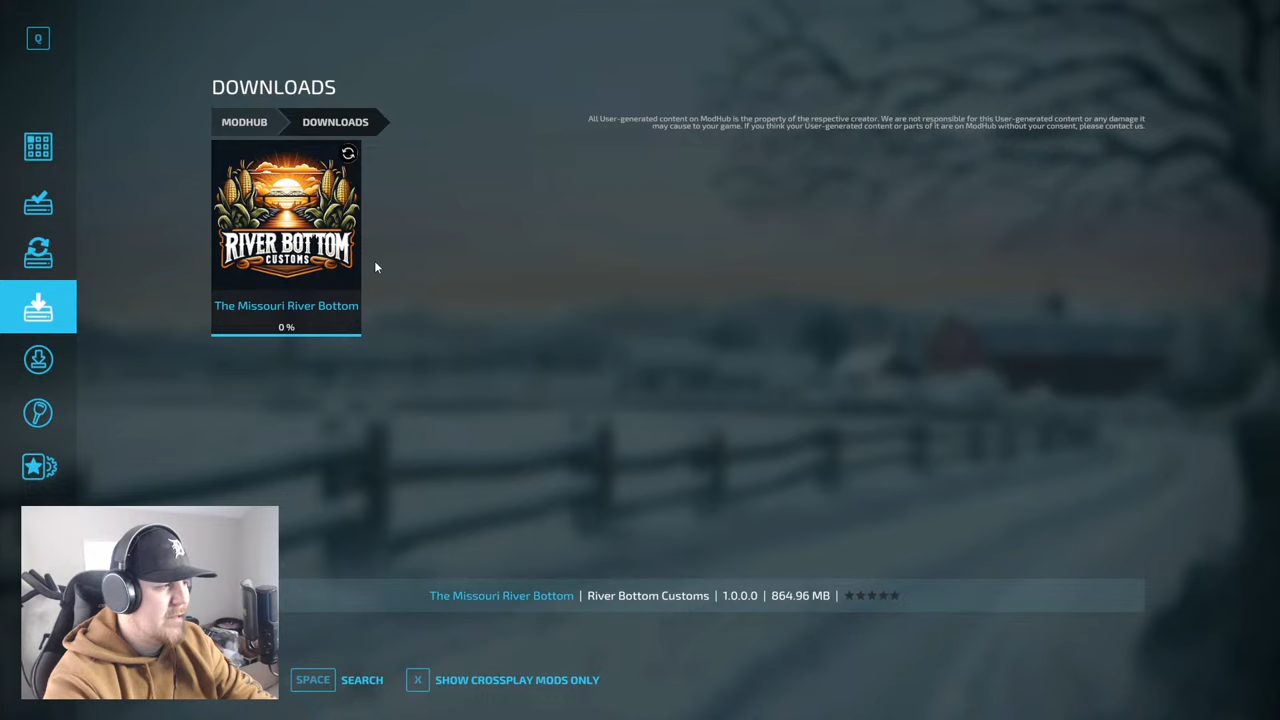 Q
DOWNLOADS
MODHUB
DOWNLOADS
All User-generated content on ModHub is the property of the respective creator. We are not responsible for this User-generated content or any damage it
may cause to your game. If you think your User-generated content or parts of it are on ModHub without your consent, please contact us.
RIVER BOTTOM
CUSTOMS
The Missouri River Bottom
0 %
The Missouri River Bottom | River Bottom Customs | 1.0.0.0 | 864.96 MB |
SPACE SEARCH X SHOW CROSSPLAY MODS ONLY